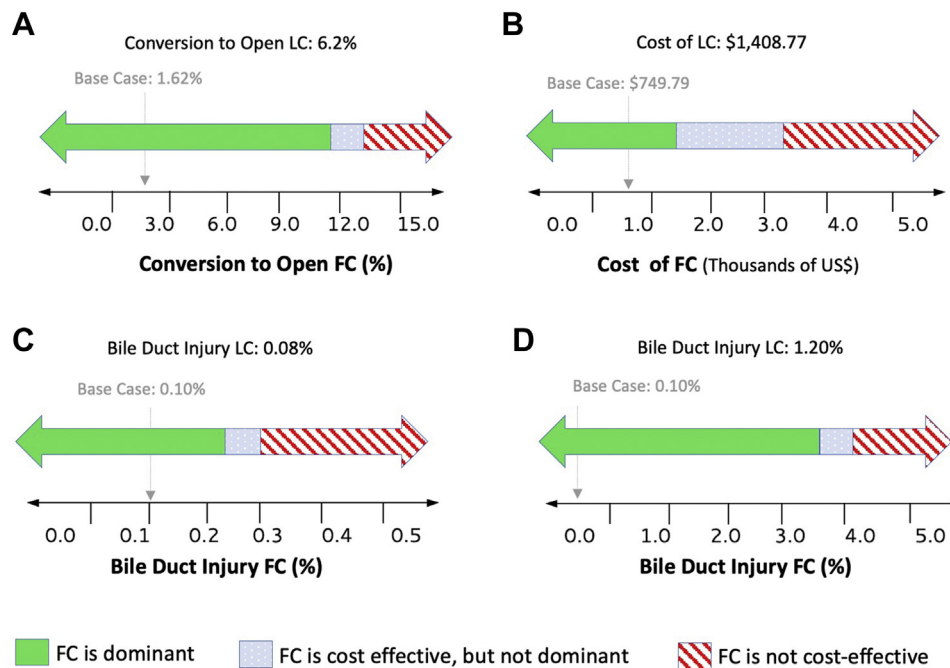 A
Conversion to Open LC: 6.2%
Base Case: 1.62%
0.0 3.0 6.0 9.0 12.0 15.0
Conversion to Open FC (%)
B
Cost of LC: $1,408.77
Base Case: $749.79
0.0 1.0 2.0 3.0 4.0 5.0
Cost of FC (Thousands of US$)
C
Bile Duct Injury LC: 0.08%
Base Case: 0.10%
0.0 0.1 0.2 0.3 0.4 0.5
Bile Duct Injury FC (%)
D
Bile Duct Injury LC: 1.20%
Base Case: 0.10%
0.0 1.0 2.0 3.0 4.0 5.0
Bile Duct Injury FC (%)
FC is dominant
FC is cost effective, but not dominant
FC is not cost-effective